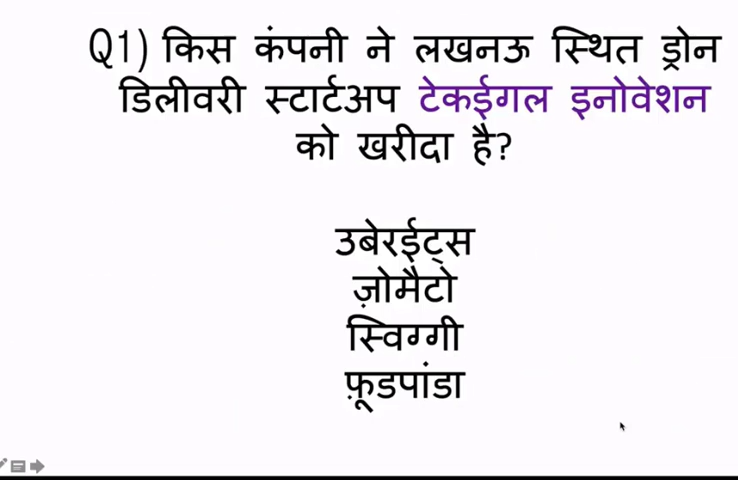 Q1) किस कंपनी ने लखनऊ स्थित ड्रोन
डिलीवरी स्टार्टअप टेकईगल इनोवेशन
को खरीदा है?
उबेरईट्स
ज़ोमैटो
स्विग्गी
फ़ूडपांडा